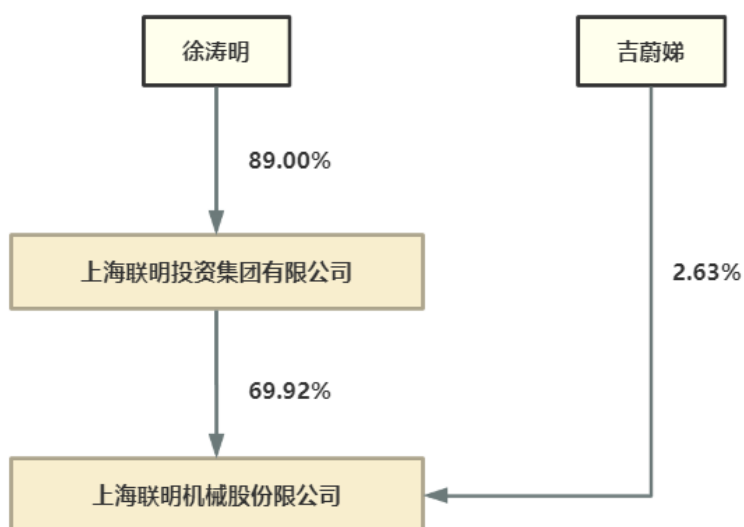 徐涛明
吉蔚娣
89.00%
上海联明投资集团有限公司
2.63%
69.92%
上海联明机械股份限公司